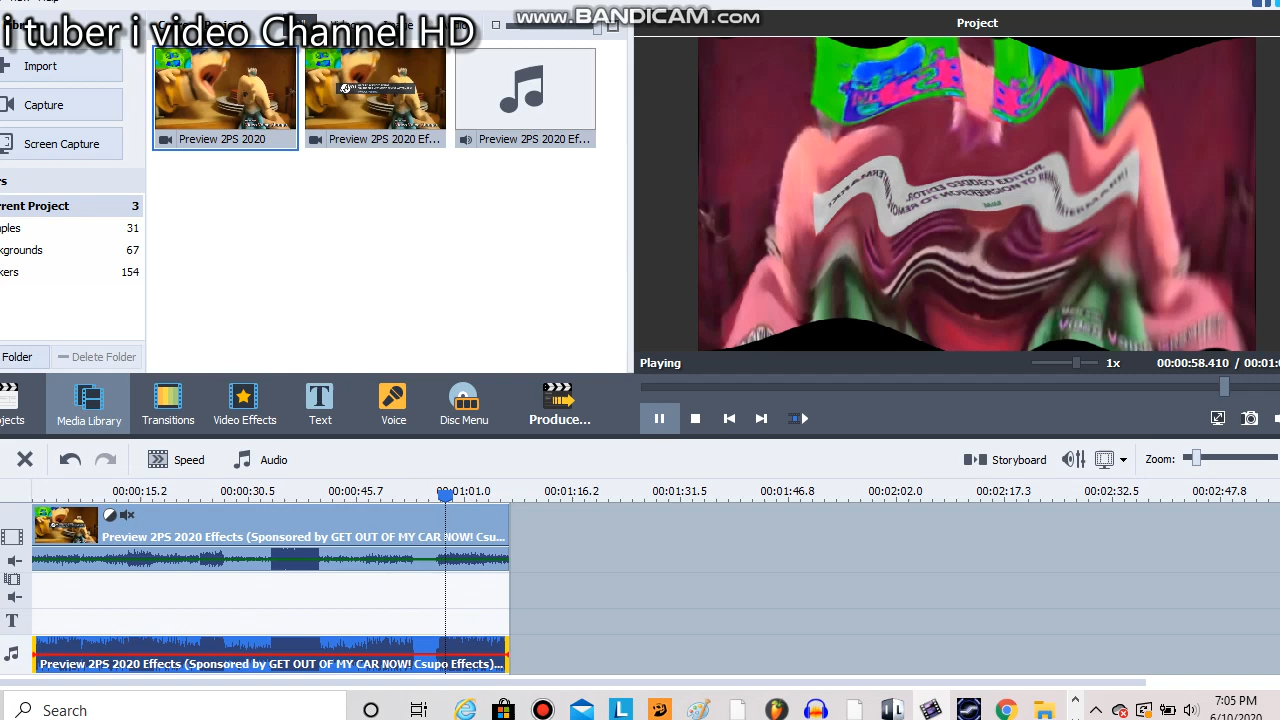 i tuber i video Channel HD
www.BANDICAM.com
Project
Import
Capture
Screen Capture
Preview 2PS 2020
Preview 2PS 2020 Ef...
Preview 2PS 2020 Eff...
rrent Project 3
ples 31
kgrounds 67
kers 154
Folder
Delete Folder
Playing
1x
00:00:58.410 / 00:01:0
jects
Media Library
Transitions
Video Effects
Text
Voice
Disc Menu
Produce...
Speed
Audio
Storyboard
Zoom:
00:00:15.2 00:00:30.5 00:00:45.7 00:01:01.0 00:01:16.2 00:01:31.5 00:01:46.8 00:02:02.0 00:02:17.3 00:02:32.5 00:02:47.8
Preview 2PS 2020 Effects (Sponsored by GET OUT OF MY CAR NOW! Csu...
T
Preview 2PS 2020 Effects (Sponsored by GET OUT OF MY CAR NOW! Csupo Effects)...
Search
L
7:05 PM
/10/2020